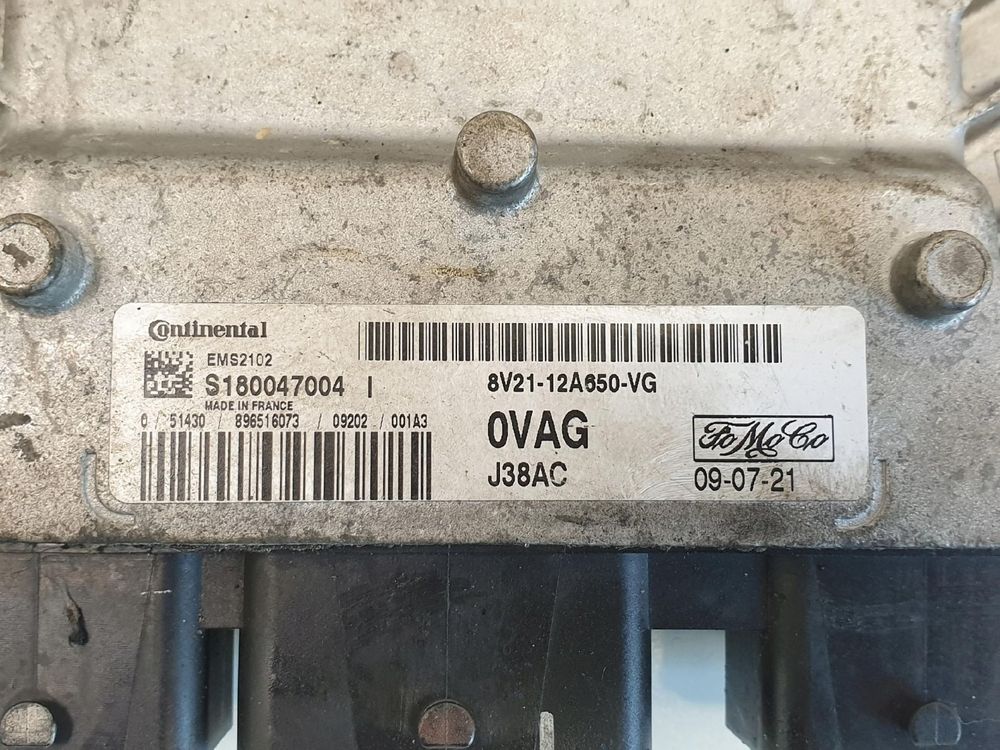 Continental
EMS2102
S180047004 I
MADE IN FRANCE
0 / 51430 / 896516073 / 09202 / 001A3
8V21-12A650-VG
0VAG
J38AC
FoMoCo
09-07-21